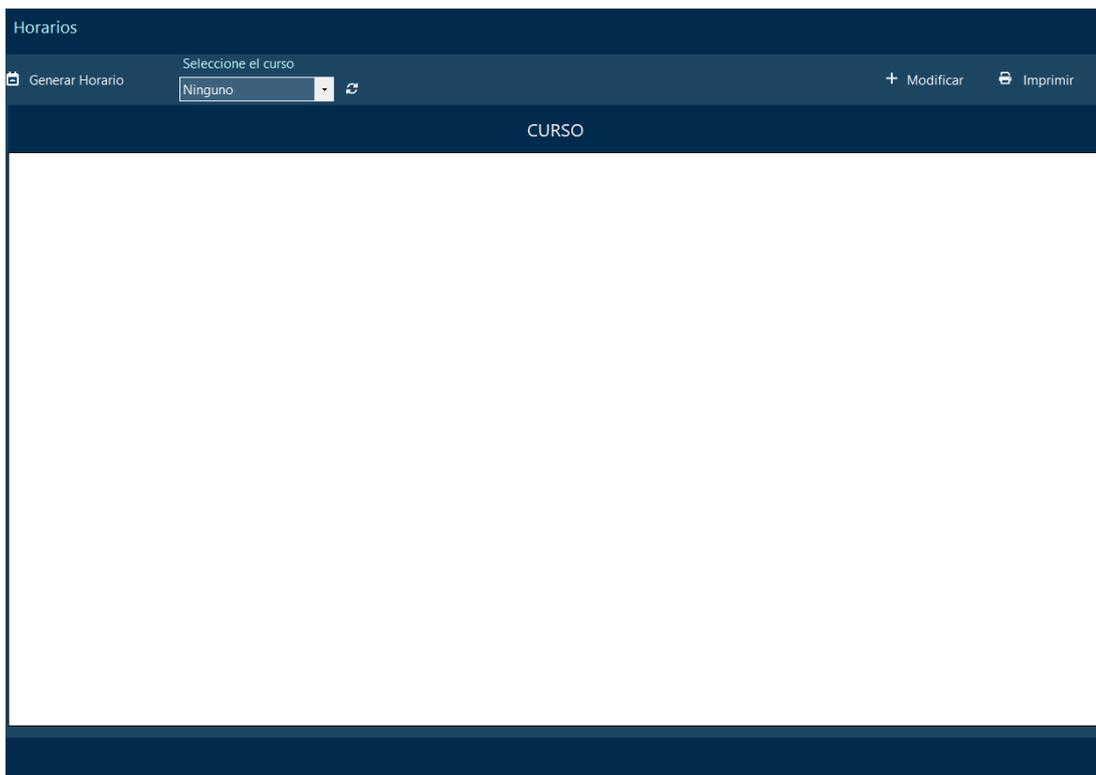 Horarios
Seleccione el curso
Generar Horario
Ninguno
Modificar
Imprimir
CURSO